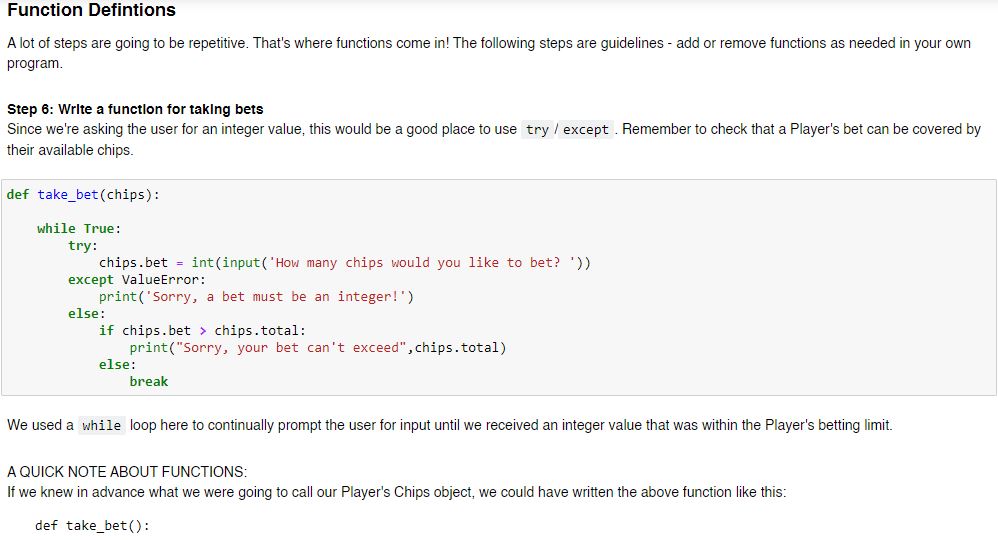 Function Defintions
A lot of steps are going to be repetitive. That's where functions come in! The following steps are guidelines - add or remove functions as needed in your own
program.
Step 6: Write a function for taking bets
Since we're asking the user for an integer value, this would be a good place to use try / except . Remember to check that a Player's bet can be covered by
their available chips.
def take_bet(chips):
    while True:
        try:
            chips.bet = int(input('How many chips would you like to bet? '))
        except ValueError:
            print('Sorry, a bet must be an integer!')
        else:
            if chips.bet > chips.total:
                print("Sorry, your bet can't exceed",chips.total)
            else:
                break
We used a while loop here to continually prompt the user for input until we received an integer value that was within the Player's betting limit.
A QUICK NOTE ABOUT FUNCTIONS:
If we knew in advance what we were going to call our Player's Chips object, we could have written the above function like this:
def take_bet():